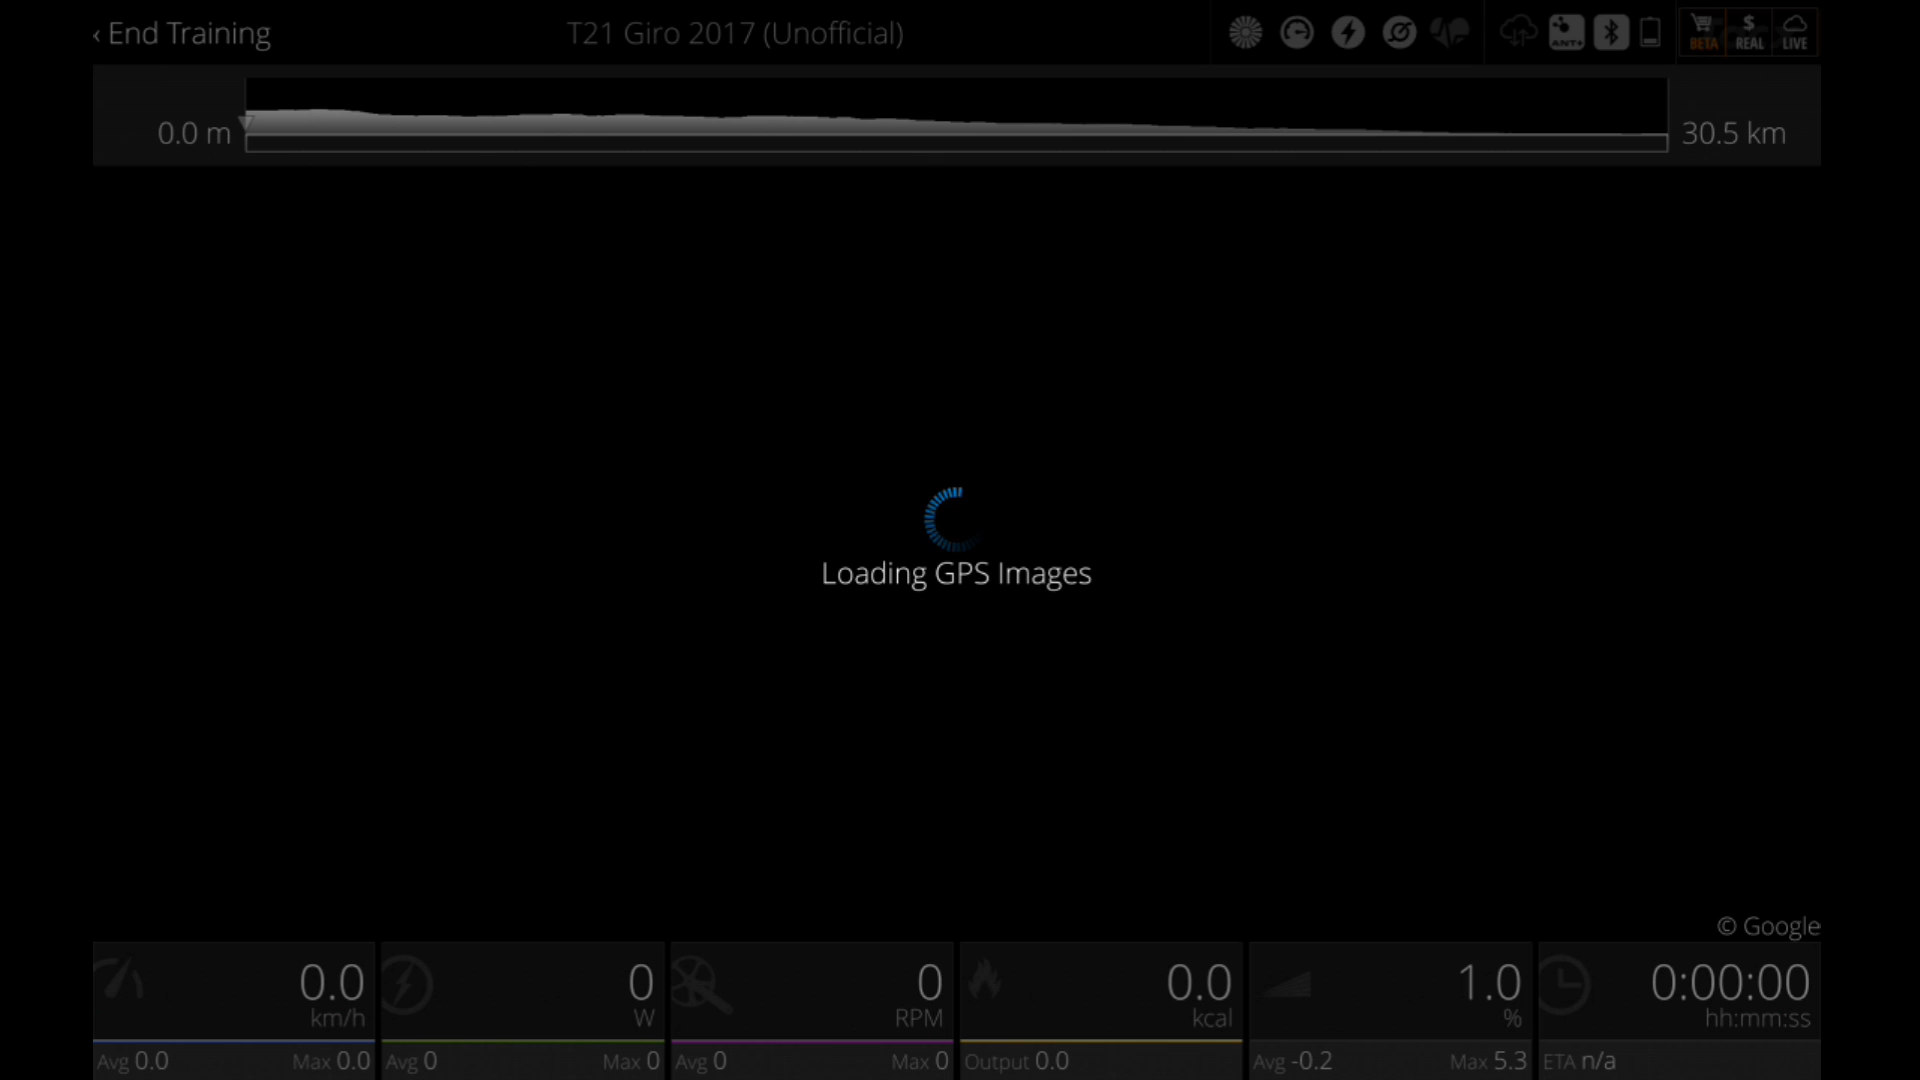 ‹ End Training
T21 Giro 2017 (Unofficial)
ANT+
BETA
REAL
LIVE
0.0 m
30.5 km
Loading GPS Images
© Google
0.0
km/h
Avg 0.0 Max 0.0
0
W
Avg 0 Max 0
0
RPM
Avg 0 Max 0
0.0
kcal
Output 0.0
1.0
%
Avg -0.2 Max 5.3
0:00:00
hh:mm:ss
ETA n/a